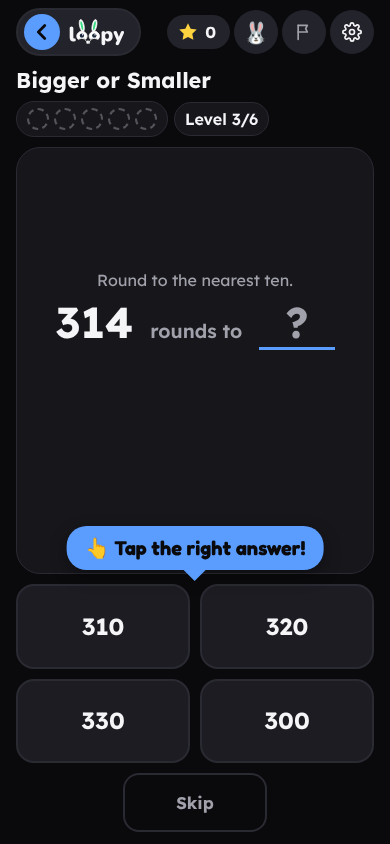 loopy
0
Bigger or Smaller
Level 3/6
Round to the nearest ten.
314 rounds to ?
👆 Tap the right answer!
310 320
330 300
Skip